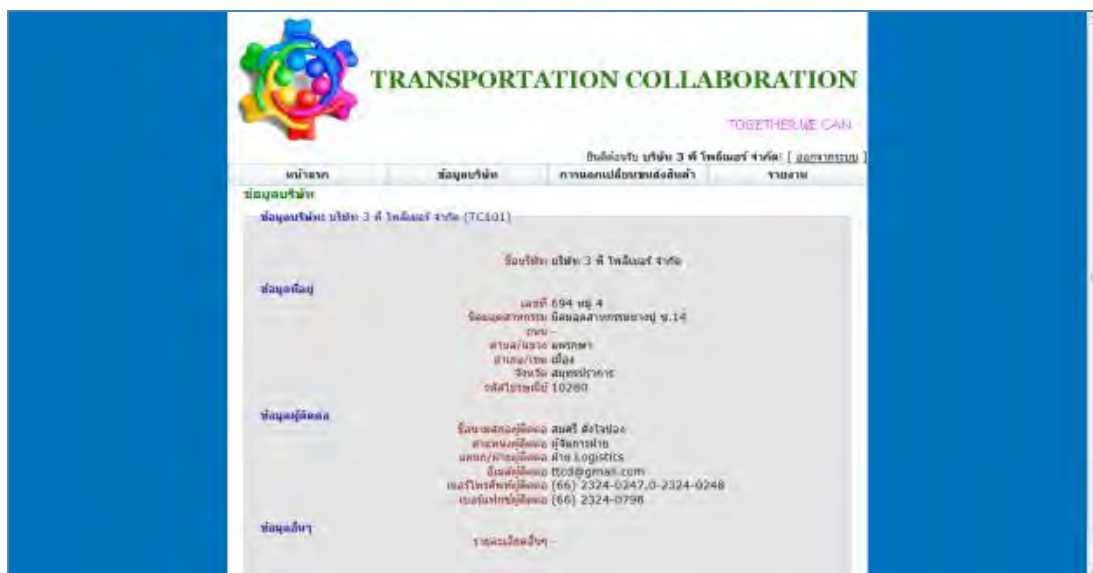 TRANSPORTATION COLLABORATION
TOGETHER WE CAN
ยินดีต้อนรับ บริษัท 3 พี โพลีเมอร์ จำกัด! [ ออกจากระบบ ]
หน้าแรก ข้อมูลบริษัท การแลกเปลี่ยนขนส่งสินค้า รายงาน
ข้อมูลบริษัท
ข้อมูลบริษัท: บริษัท 3 พี โพลีเมอร์ จำกัด (TC101)
ชื่อบริษัท บริษัท 3 พี โพลีเมอร์ จำกัด
ข้อมูลที่อยู่
เลขที่ 694 หมู่ 4
นิคมอุตสาหกรรม นิคมอุตสาหกรรมบางปู ซ.14
ถนน -
ตำบล/แขวง แพรกษา
อำเภอ/เขต เมือง
จังหวัด สมุทรปราการ
รหัสไปรษณีย์ 10280
ข้อมูลผู้ติดต่อ
ชื่อนามสกุลผู้ติดต่อ สมศรี
ตำแหน่งผู้ติดต่อ ผู้จัดการฝ่าย
แผนก/ฝ่ายผู้ติดต่อ ฝ่าย Logistics
อีเมล์ผู้ติดต่อ ttcd@gmail.com
เบอร์โทรศัพท์ผู้ติดต่อ (66) 2324-0247,0-2324-0248
เบอร์แฟกซ์ผู้ติดต่อ (66) 2324-0796
ข้อมูลอื่นๆ
รายละเอียดอื่นๆ -